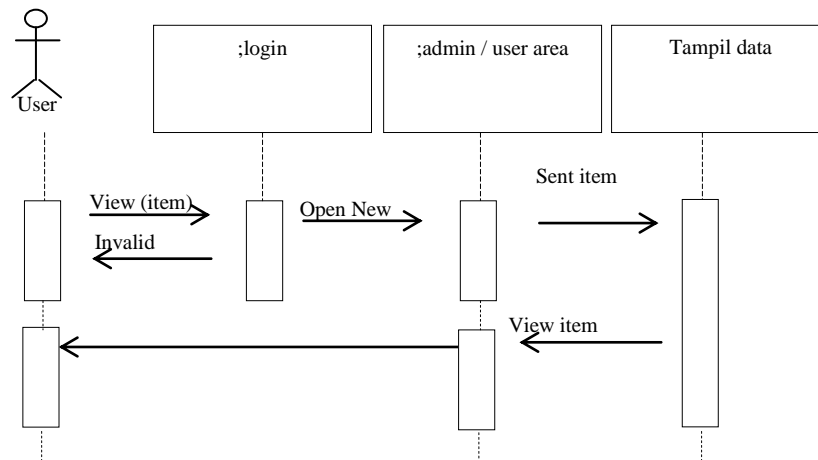 ;login
;admin / user area
Tampil data
User
Sent item
View (item)
Open New
Invalid
View item